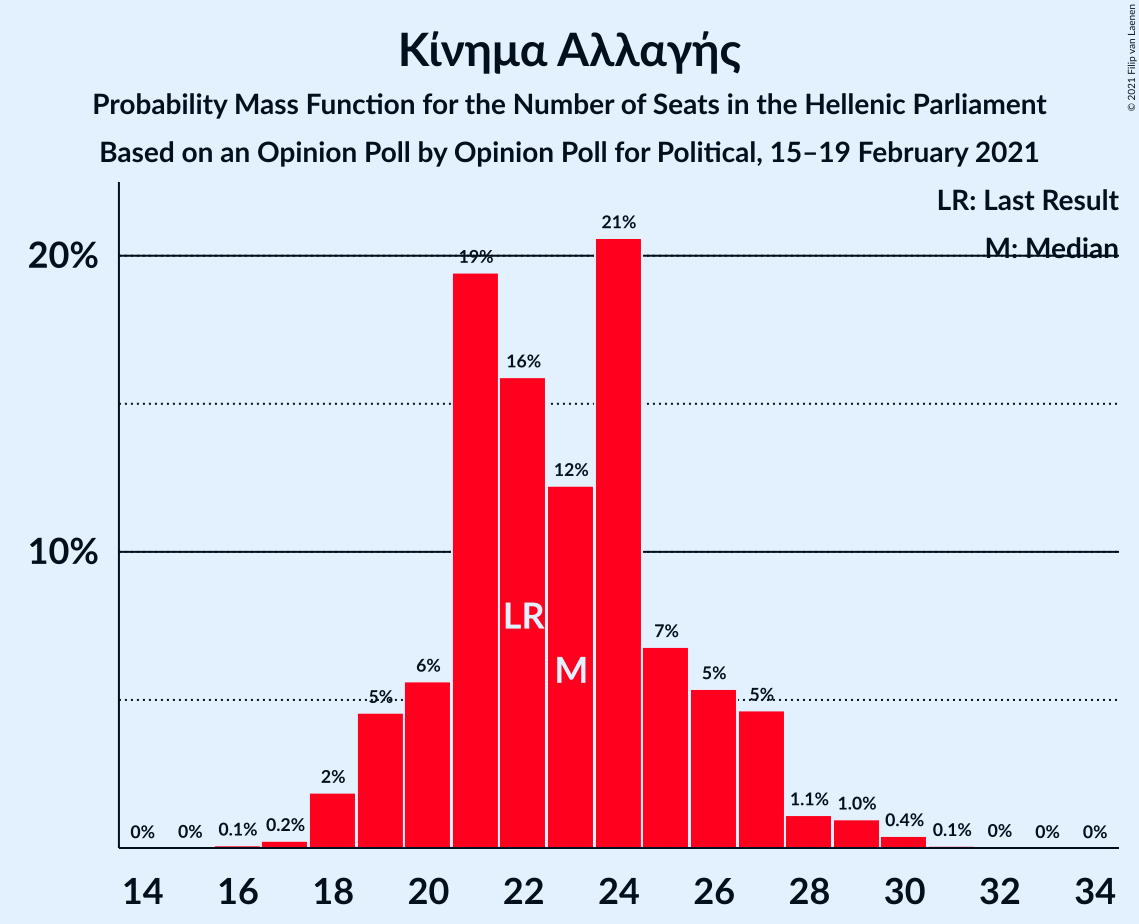 Κίνημα Αλλαγής
Probability Mass Function for the Number of Seats in the Hellenic Parliament
Based on an Opinion Poll by Opinion Poll for Political, 15–19 February 2021
© 2021 Filip van Laenen
LR: Last Result
M: Median
20%
10%
0%
0%
0.1%
0.2%
2%
5%
6%
19%
16%
12%
21%
7%
5%
5%
1.1%
1.0%
0.4%
0.1%
0%
0%
0%
LR
M
14 16 18 20 22 24 26 28 30 32 34